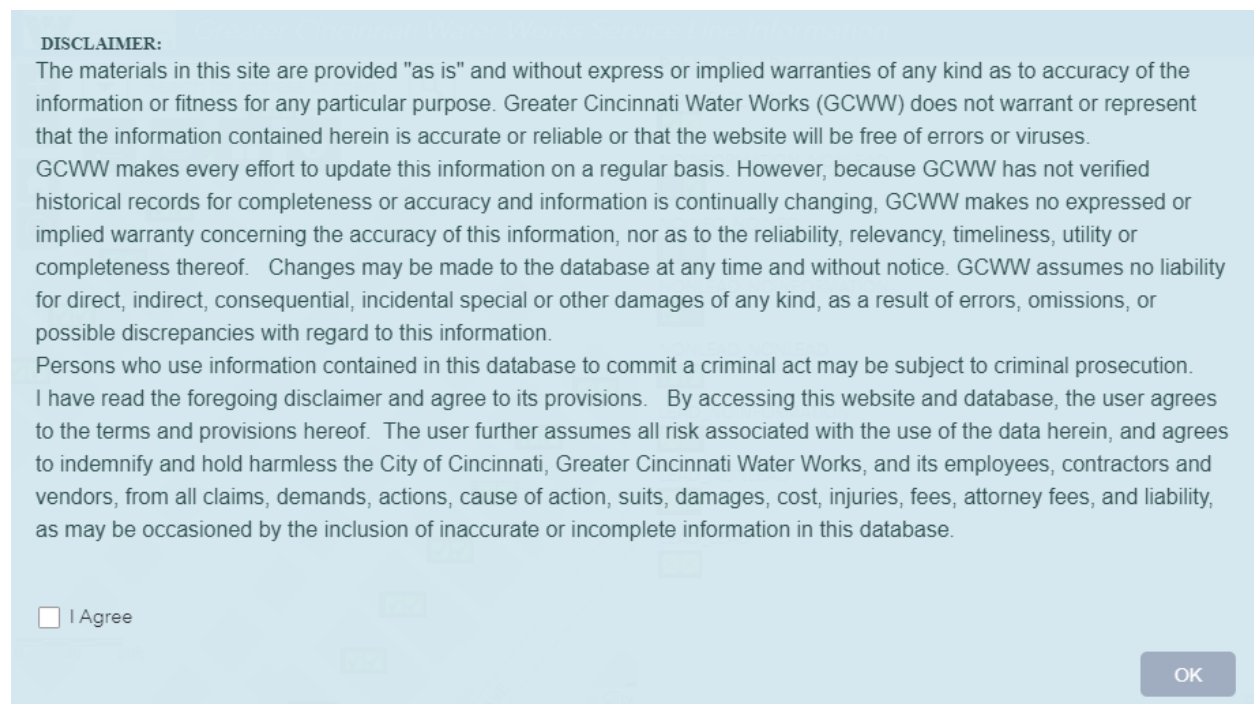 DISCLAIMER:
The materials in this site are provided "as is" and without express or implied warranties of any kind as to accuracy of the
information or fitness for any particular purpose. Greater Cincinnati Water Works (GCWW) does not warrant or represent
that the information contained herein is accurate or reliable or that the website will be free of errors or viruses.
GCWW makes every effort to update this information on a regular basis. However, because GCWW has not verified
historical records for completeness or accuracy and information is continually changing, GCWW makes no expressed or
implied warranty concerning the accuracy of this information, nor as to the reliability, relevancy, timeliness, utility or
completeness thereof.   Changes may be made to the database at any time and without notice. GCWW assumes no liability
for direct, indirect, consequential, incidental special or other damages of any kind, as a result of errors, omissions, or
possible discrepancies with regard to this information.
Persons who use information contained in this database to commit a criminal act may be subject to criminal prosecution.
I have read the foregoing disclaimer and agree to its provisions.   By accessing this website and database, the user agrees
to the terms and provisions hereof.  The user further assumes all risk associated with the use of the data herein, and agrees
to indemnify and hold harmless the City of Cincinnati, Greater Cincinnati Water Works, and its employees, contractors and
vendors, from all claims, demands, actions, cause of action, suits, damages, cost, injuries, fees, attorney fees, and liability,
as may be occasioned by the inclusion of inaccurate or incomplete information in this database.
I Agree
OK